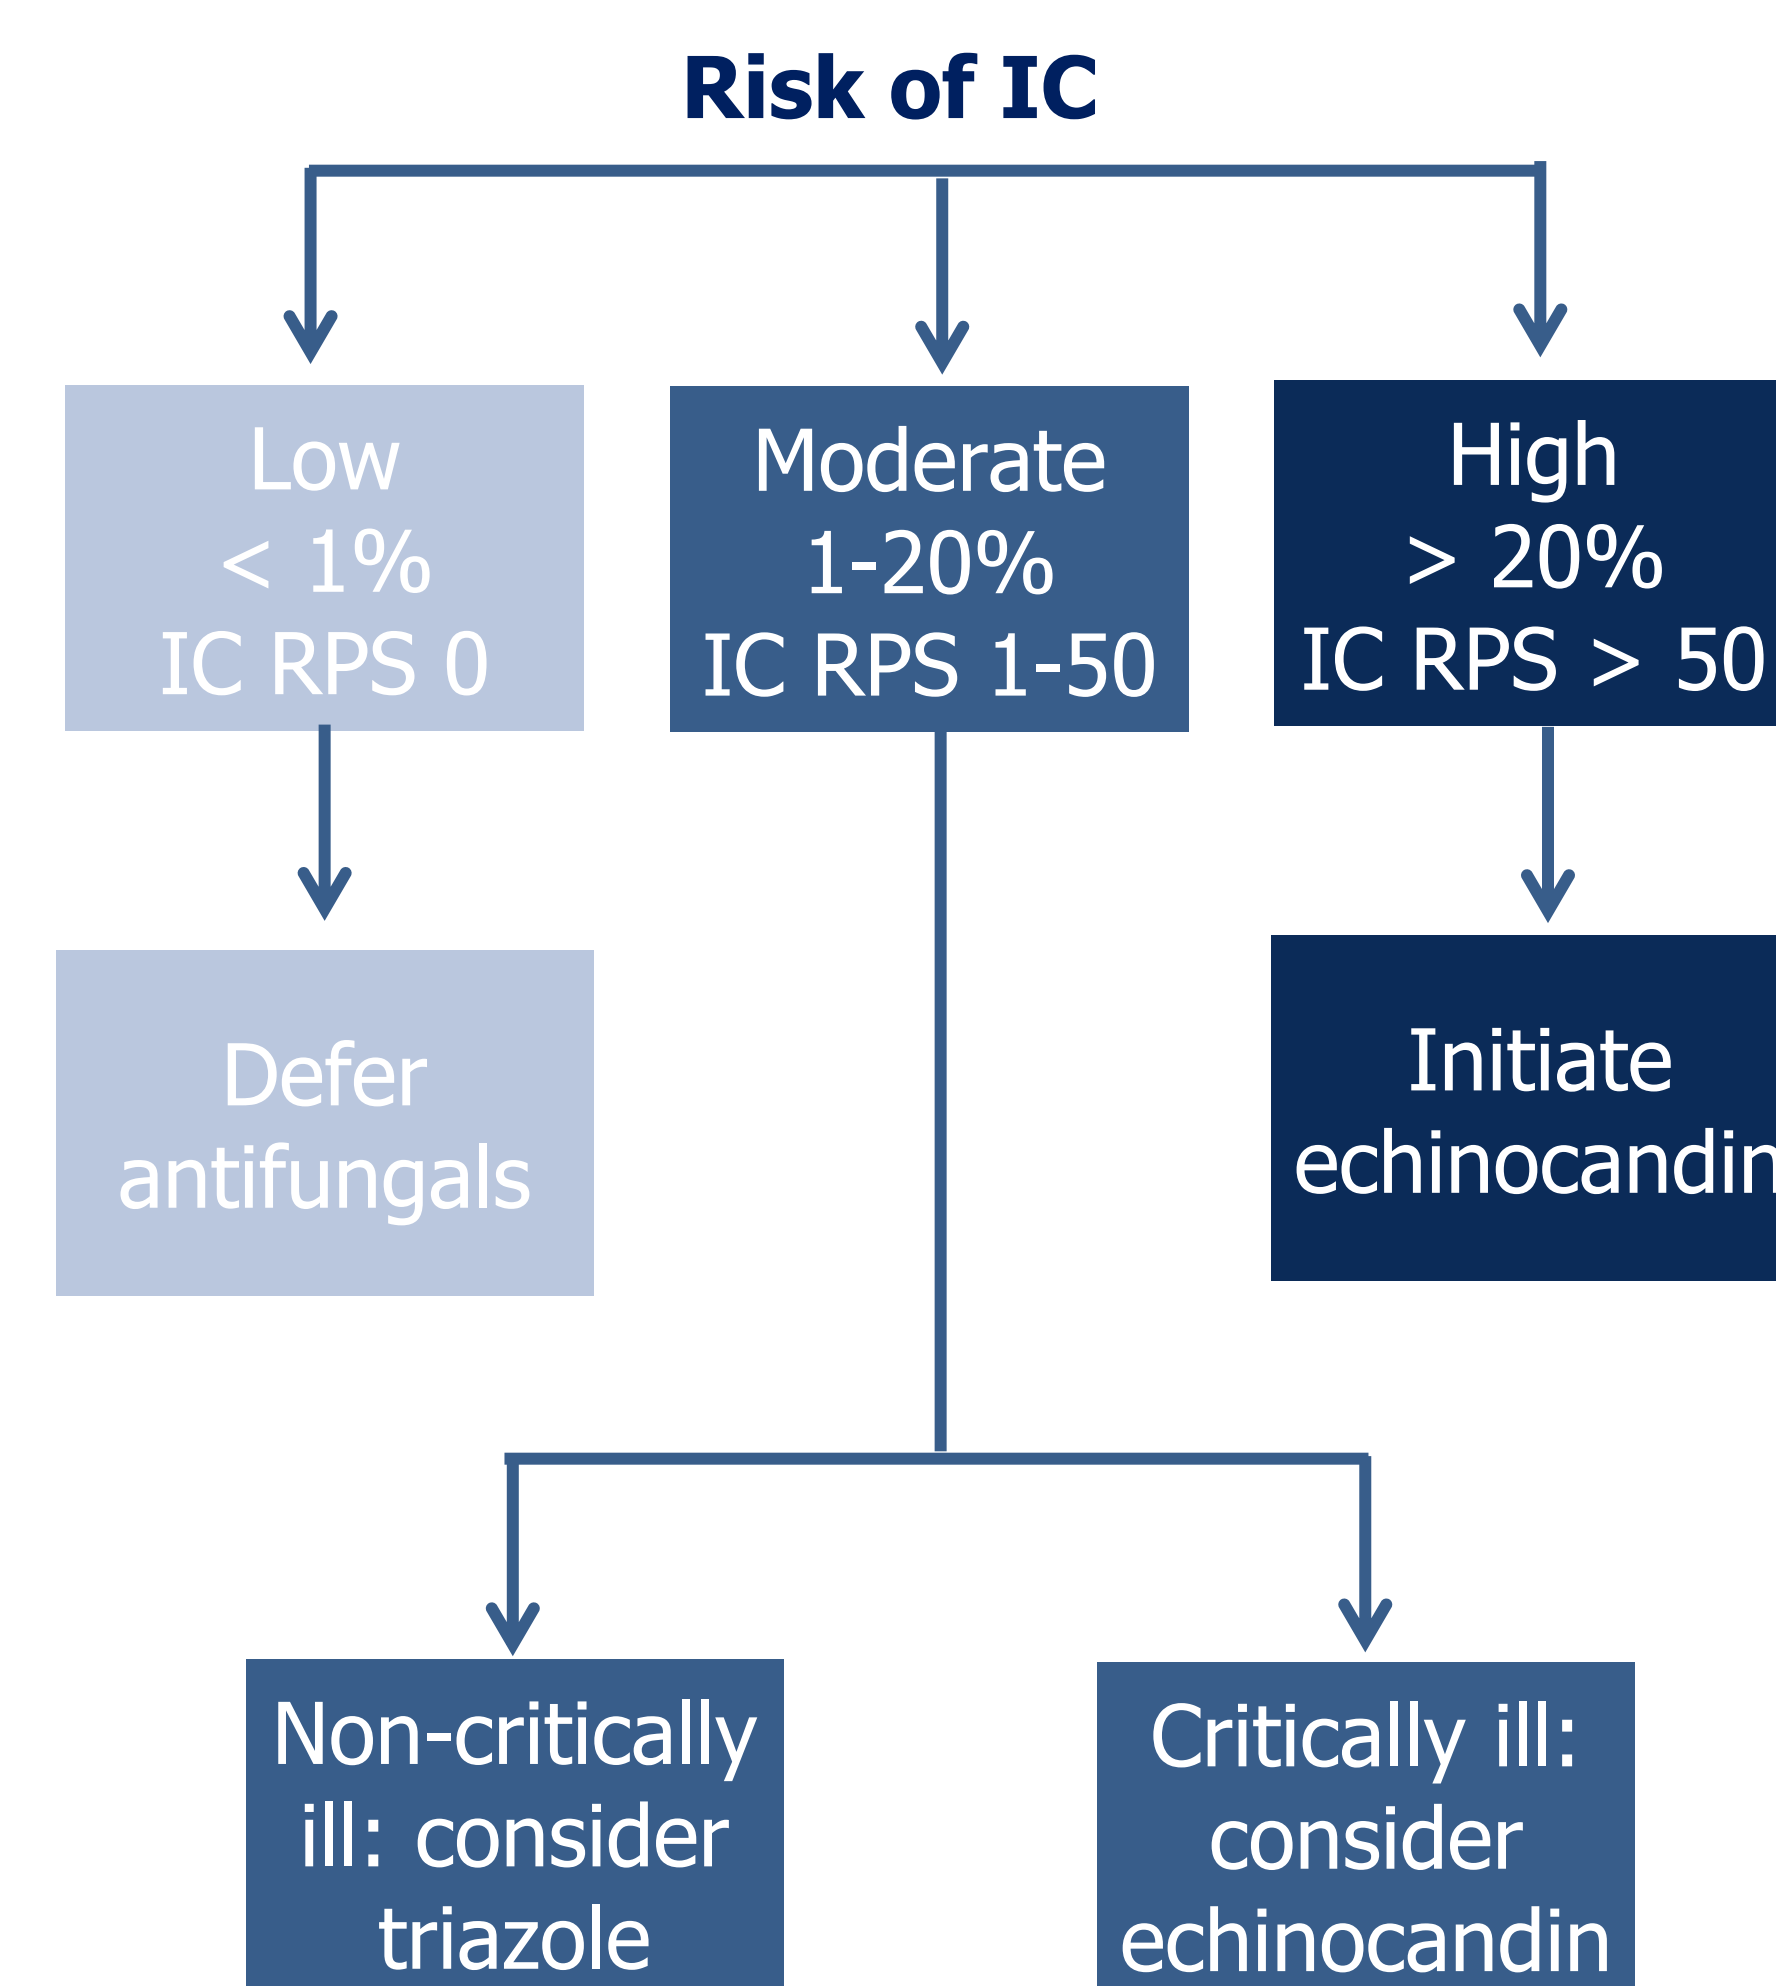 Risk of IC
Low
< 1%
IC RPS 0
Moderate
1-20%
IC RPS 1-50
High
> 20%
IC RPS > 50
Defer
antifungals
Initiate
echinocandin
Non-critically
ill: consider
triazole
Critically ill:
consider
echinocandin